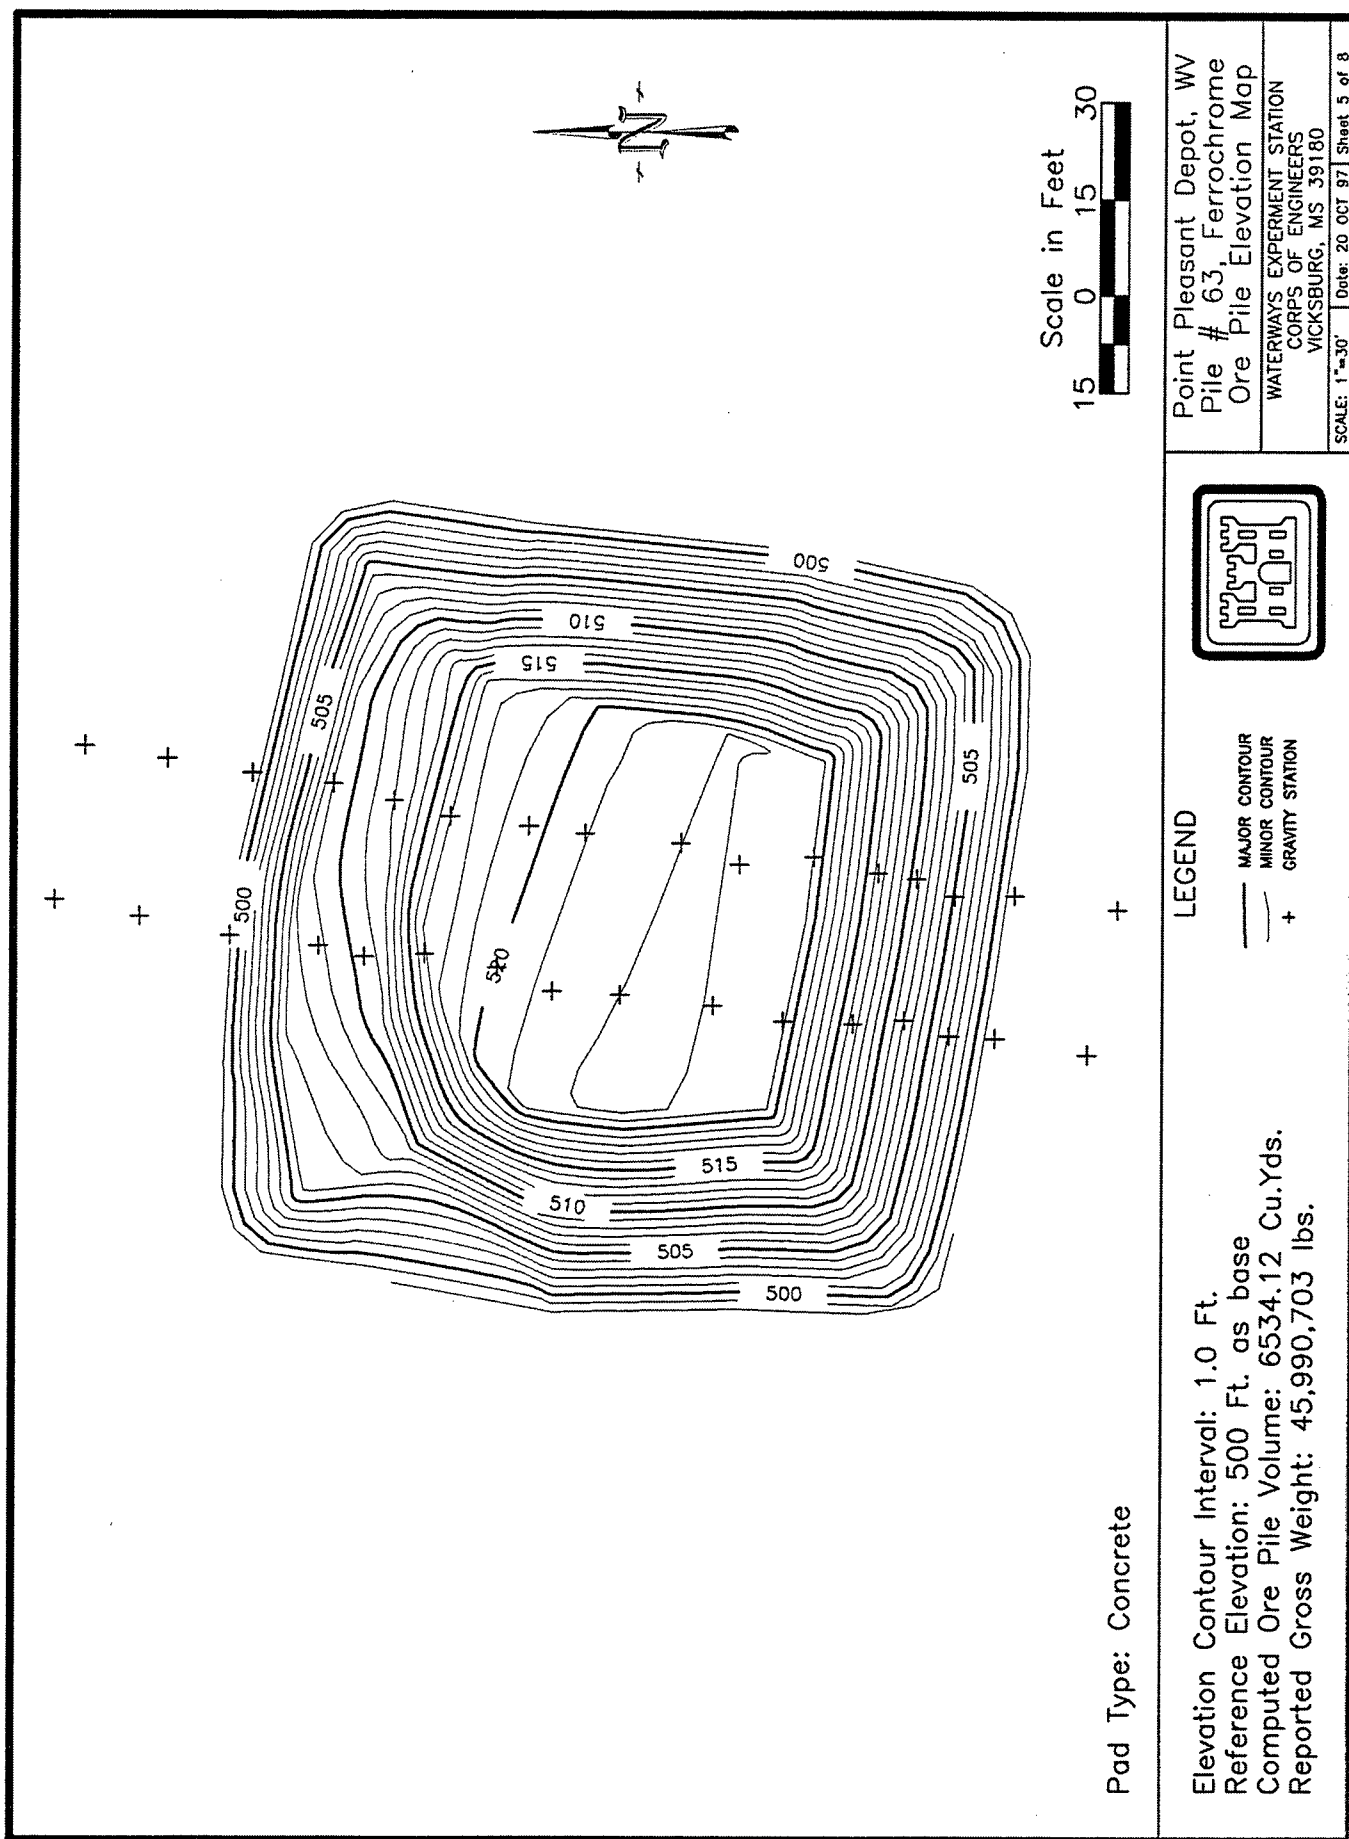 N
505
500
510
515
500
520
515
510
505
500
505
Scale in Feet
15 0 15 30
Pad Type: Concrete
Elevation Contour Interval: 1.0 Ft.
Reference Elevation: 500 Ft. as base
Computed Ore Pile Volume: 6534.12 Cu.Yds.
Reported Gross Weight: 45,990,703 lbs.
LEGEND
MAJOR CONTOUR
MINOR CONTOUR
+ GRAVITY STATION
Point Pleasant Depot, WV
Pile # 63, Ferrochrome
Ore Pile Elevation Map
WATERWAYS EXPERMENT STATION
CORPS OF ENGINEERS
VICKSBURG, MS 39180
SCALE: 1"=30' Date: 20 OCT 97 Sheet 5 of 8